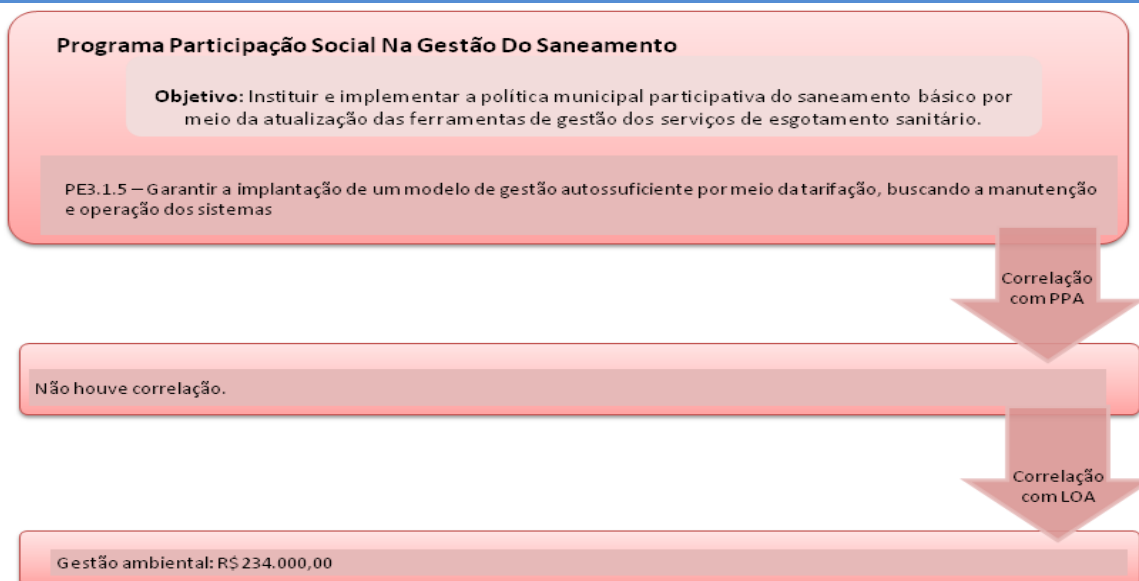 Programa Participação Social Na Gestão Do Saneamento
Objetivo: Instituir e implementar a política municipal participativa do saneamento básico por
meio da atualização das ferramentas de gestão dos serviços de esgotamento sanitário.
PE3.1.5 – Garantir a implantação de um modelo de gestão autossuficiente por meio da tarifação, buscando a manutenção
e operação dos sistemas
Correlação
com PPA
Não houve correlação.
Correlação
com LOA
Gestão ambiental: R$ 234.000,00